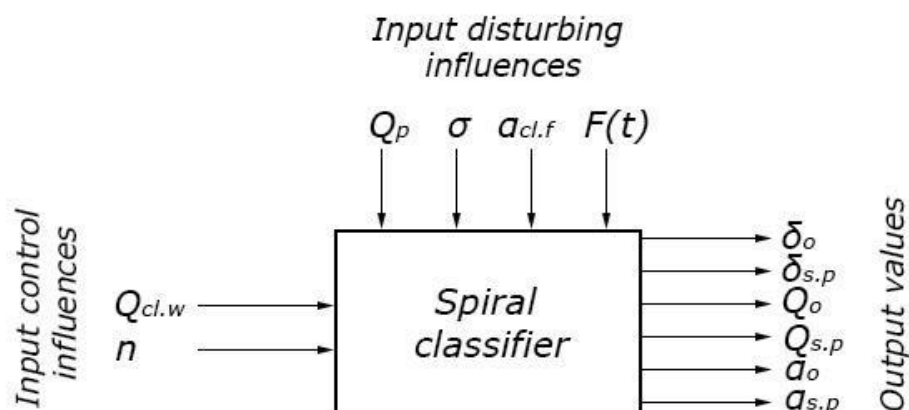 Input disturbing
influences
Qp σ αcl.f F(t)
Input control
influences
Qcl.w
n
Spiral
classifier
δo
δs.p
Qo
Qs.p
αo
αs.p
Output values